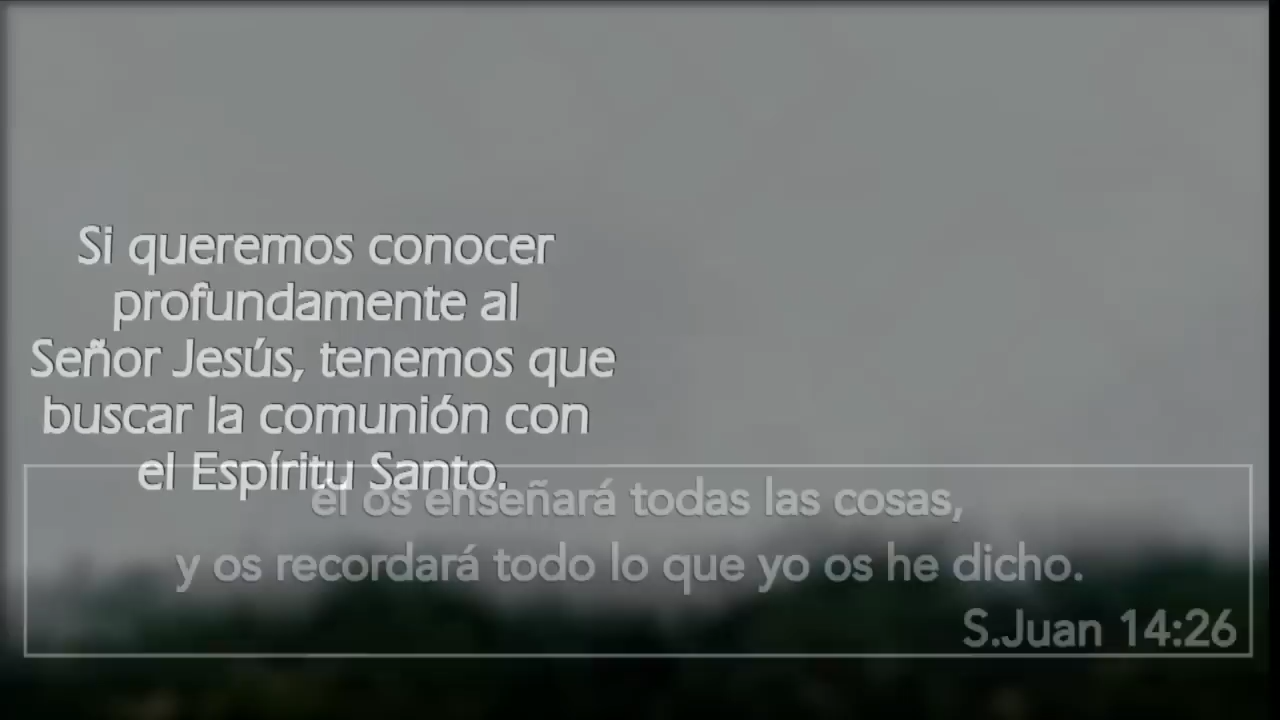 Si queremos conocer
profundamente al
Señor Jesús, tenemos que
buscar la comunión con
el Espíritu Santo.
él os enseñará todas las cosas,
y os recordará todo lo que yo os he dicho.
S.Juan 14:26